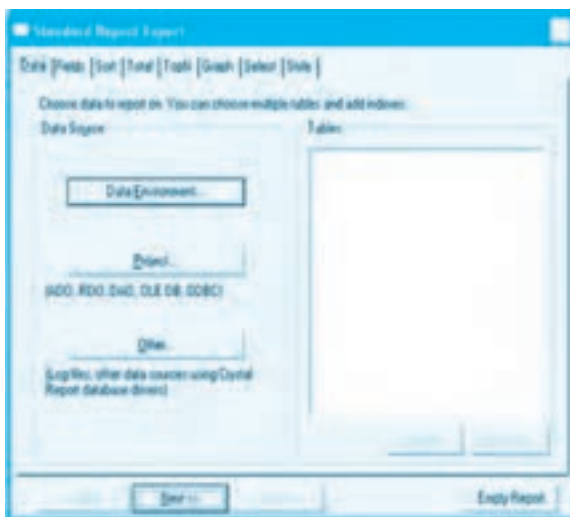 Standard Report Expert
Data Fields Sort Total TopN Graph Select Style
Choose data to report on. You can choose multiple tables and add indexes.
Data Source
Tables
Data Environment...
Project...
(ADO, RDO, DAO, OLE DB, ODBC)
Other...
(Log files, other data sources using Crystal
Report database drivers)
Next >>
Empty Report